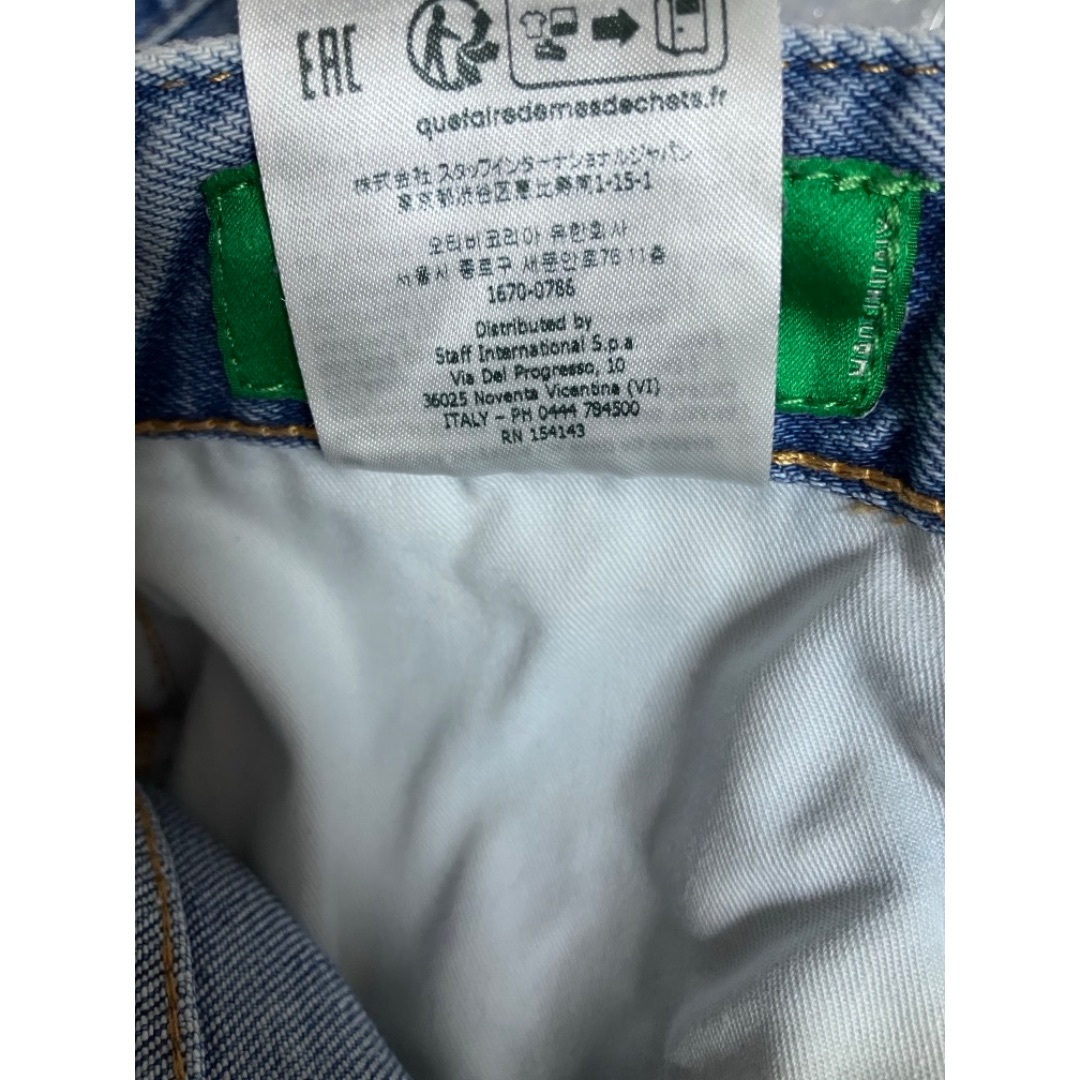 EAC
quefairedemesdechets.fr
株式会社 スタッフインターナショナルジャパン
東京都渋谷区恵比寿南1-15-1
오티비코리아 유한회사
서울시 종로구 새문안로76 11층
1670-0786
Distributed by
Staff International S.p.a
Via Del Progresso, 10
36025 Noventa Vicentina (VI)
ITALY - PH 0444 784500
RN 154143
MADE IN ITALY